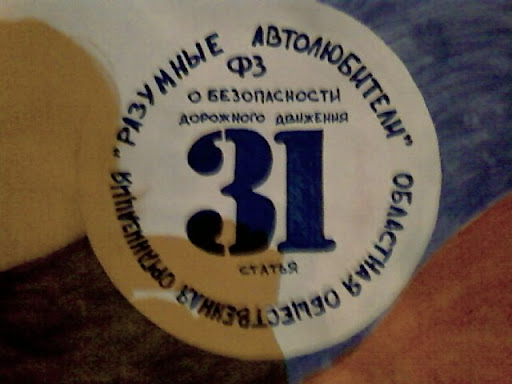 "РАЗУМНЫЕ АВТОЛЮБИТЕЛИ"
ОБЛАСТНАЯ ОБЩЕСТВЕННАЯ ОРГАНИЗАЦИЯ
ФЗ
О БЕЗОПАСНОСТИ
ДОРОЖНОГО ДВИЖЕНИЯ
31
СТАТЬЯ